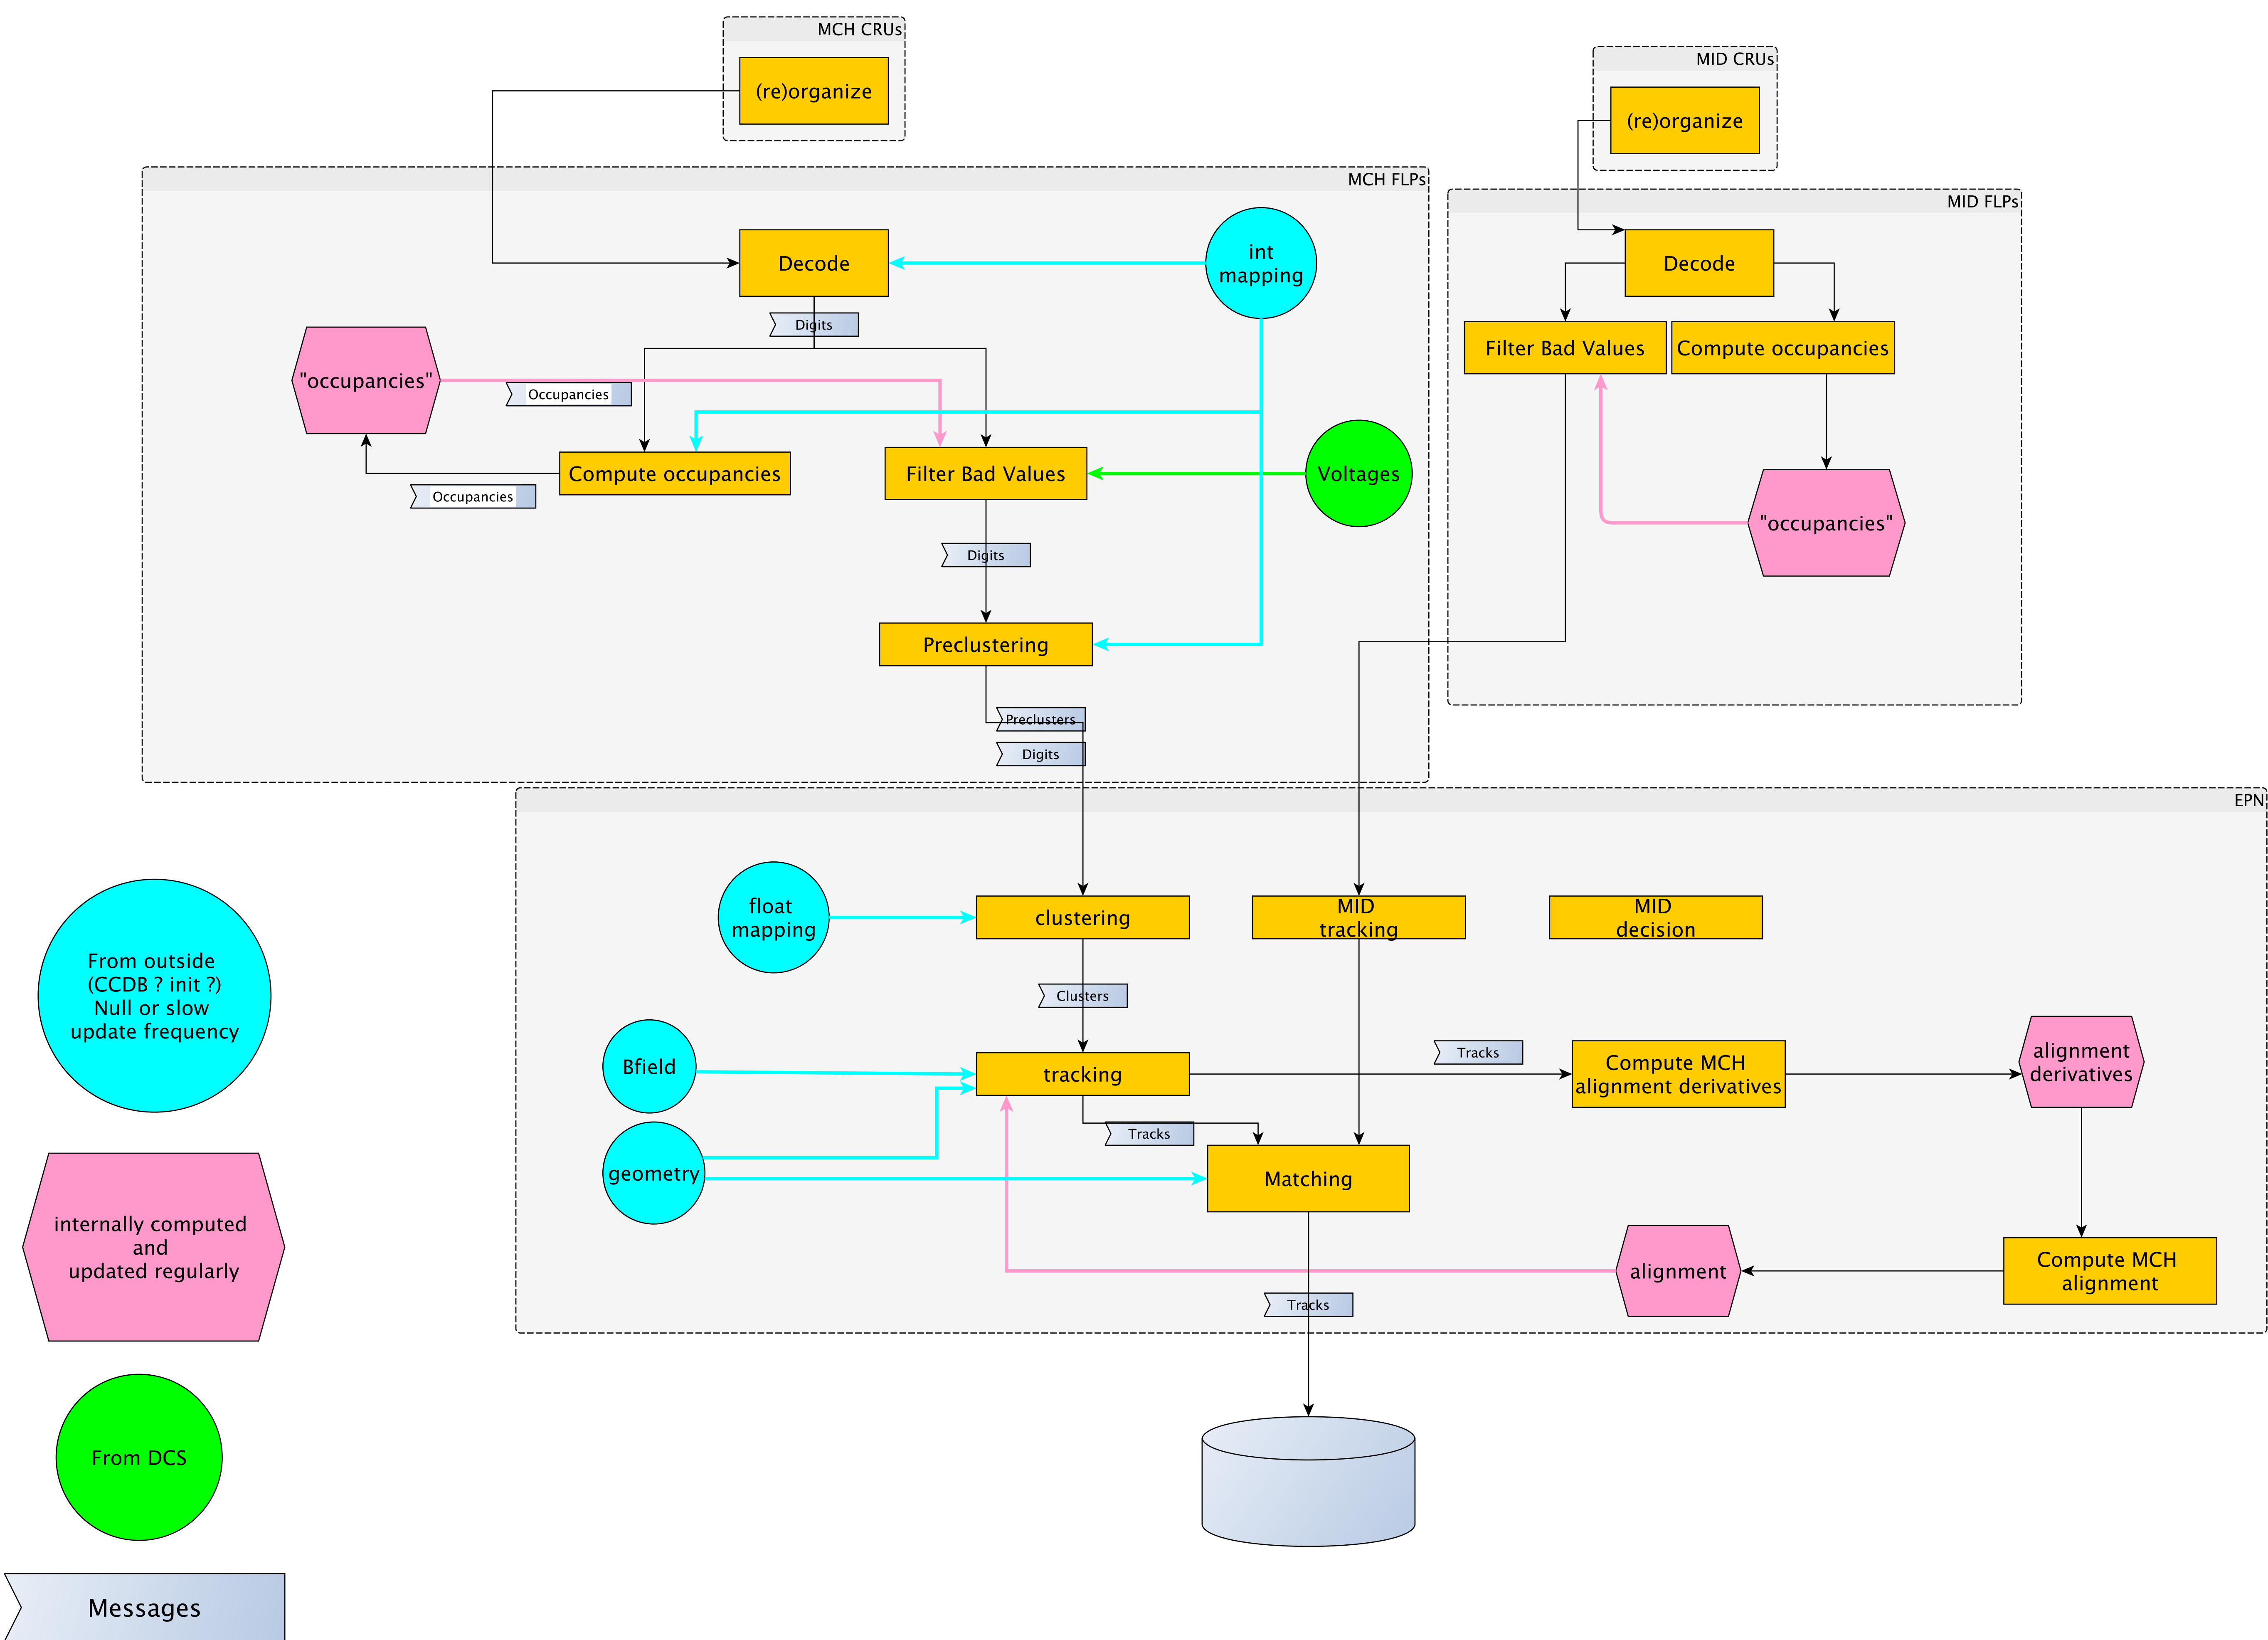 MCH CRUs
(re)organize
MID CRUs
(re)organize
MCH FLPs
Decode
int
mapping
Digits
"occupancies"
Occupancies
Compute occupancies
Occupancies
Filter Bad Values
Voltages
Digits
Preclustering
Preclusters
Digits
MID FLPs
Decode
Filter Bad Values
Compute occupancies
"occupancies"
EPN
float
mapping
clustering
MID
tracking
MID
decision
Clusters
Bfield
tracking
Tracks
Compute MCH
alignment derivatives
alignment
derivatives
Tracks
geometry
Matching
alignment
Compute MCH
alignment
Tracks
From outside
(CCDB ? init ?)
Null or slow
update frequency
internally computed
and
updated regularly
From DCS
Messages